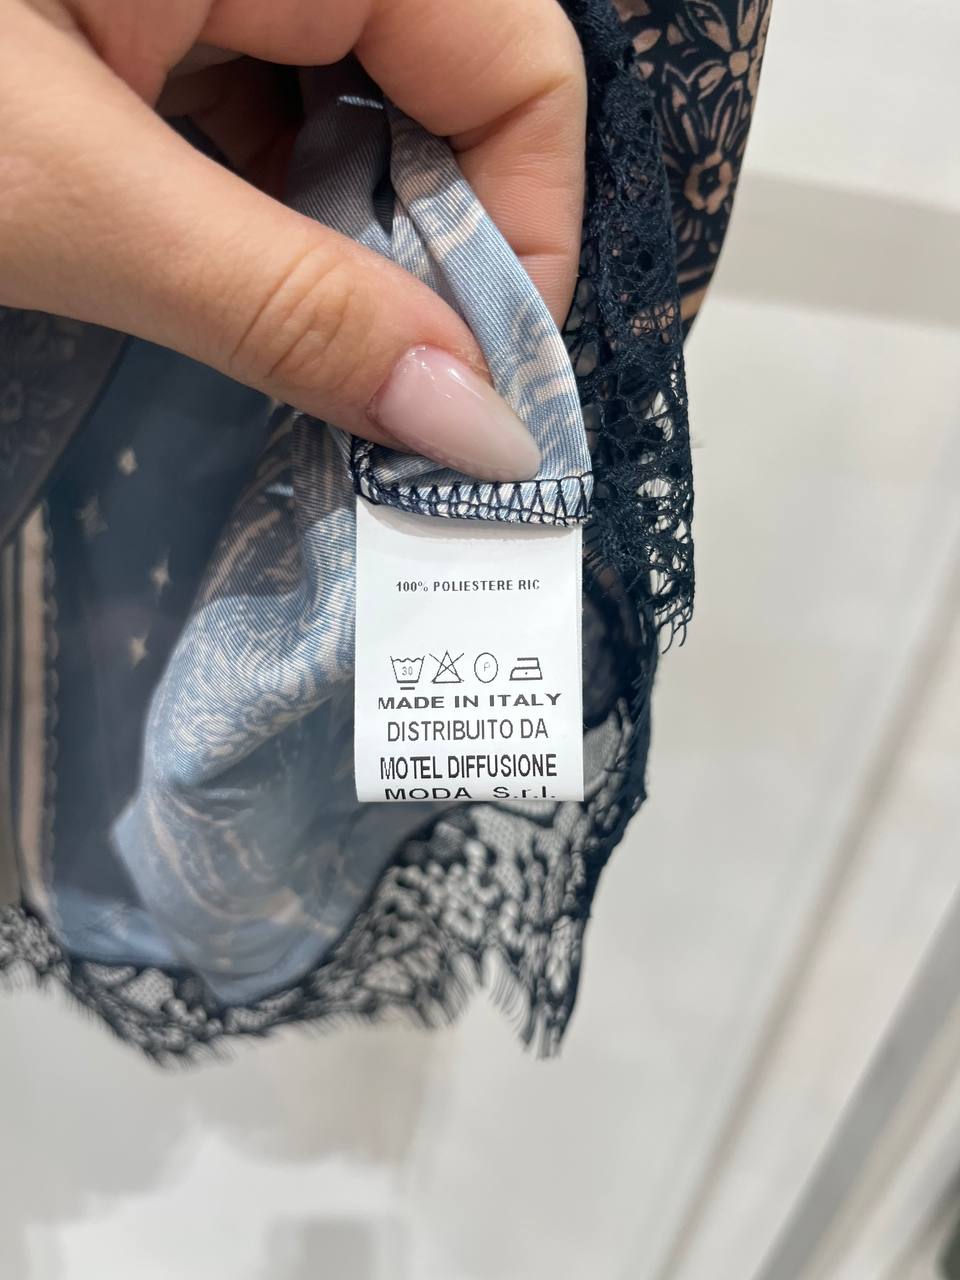 100% POLIESTERE RIC
30 P
MADE IN ITALY
DISTRIBUITO DA
MOTEL DIFFUSIONE
MODA S.r.l.